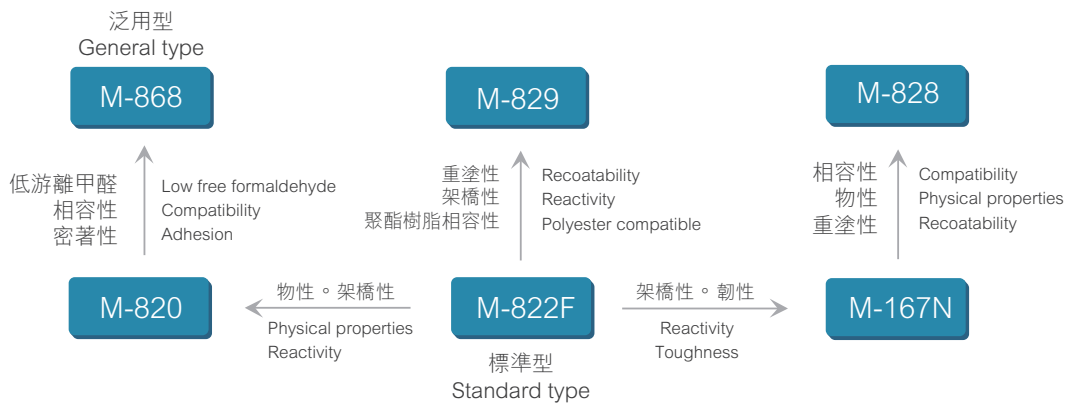 泛用型
General type
M-868
M-829
M-828
低游離甲醛
相容性
密著性
Low free formaldehyde
Compatibility
Adhesion
重塗性
架橋性
聚酯樹脂相容性
Recoatability
Reactivity
Polyester compatible
相容性
物性
重塗性
Compatibility
Physical properties
Recoatability
M-820
物性。架橋性
Physical properties
Reactivity
M-822F
標準型
Standard type
架橋性。韌性
Reactivity
Toughness
M-167N